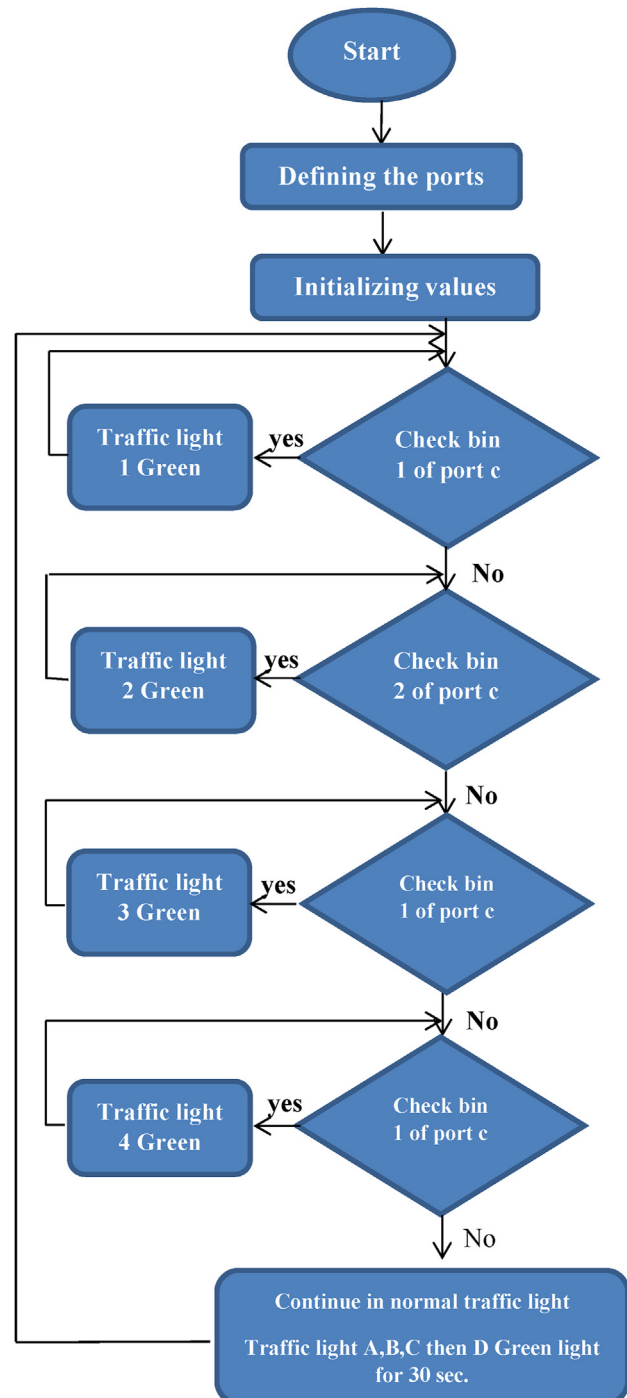 Start
Defining the ports
Initializing values
Traffic light
1 Green
yes
Check bin
1 of port c
No
Traffic light
2 Green
yes
Check bin
2 of port c
No
Traffic light
3 Green
yes
Check bin
1 of port c
No
Traffic light
4 Green
yes
Check bin
1 of port c
No
Continue in normal traffic light
Traffic light A,B,C then D Green light
for 30 sec.